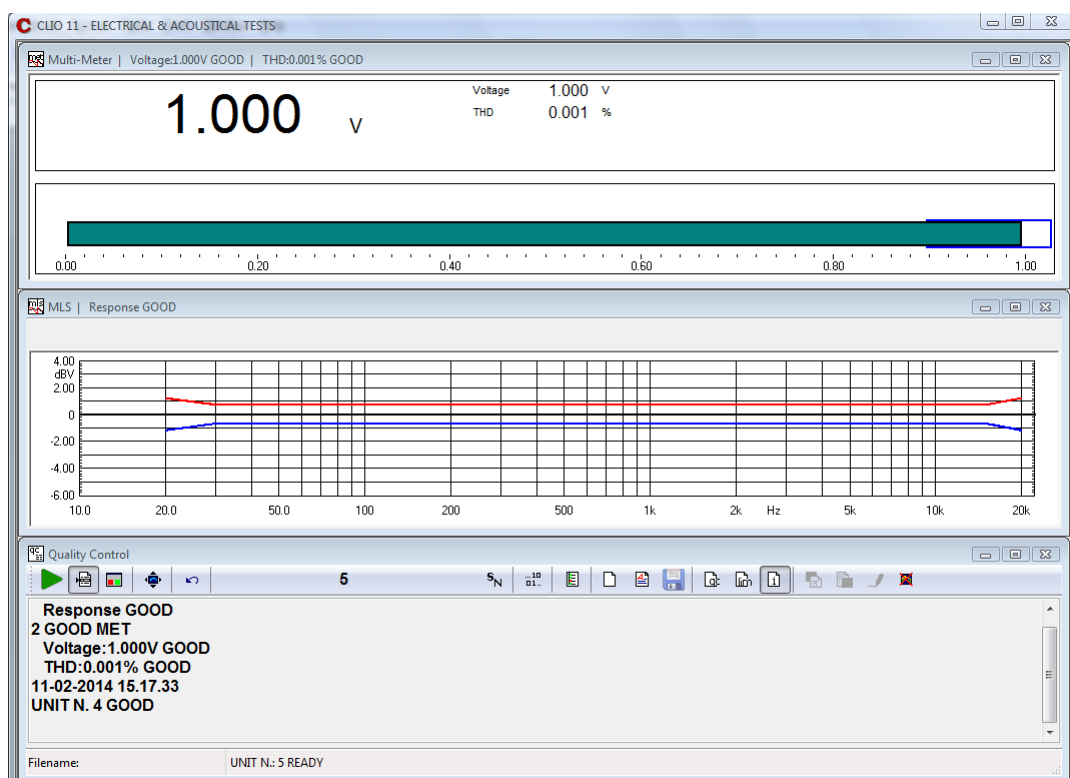 CLIO 11 - ELECTRICAL & ACOUSTICAL TESTS
Multi-Meter | Voltage:1.000V GOOD | THD:0.001% GOOD
1.000 V
Voltage 1.000 V
THD 0.001 %
0.00 0.20 0.40 0.60 0.80 1.00
MLS | Response GOOD
4.00
dBV
2.00
0
-2.00
-4.00
-6.00
10.0 20.0 50.0 100 200 500 1k 2k Hz 5k 10k 20k
Quality Control
5
Response GOOD
2 GOOD MET
Voltage:1.000V GOOD
THD:0.001% GOOD
11-02-2014 15.17.33
UNIT N. 4 GOOD
Filename: UNIT N.: 5 READY